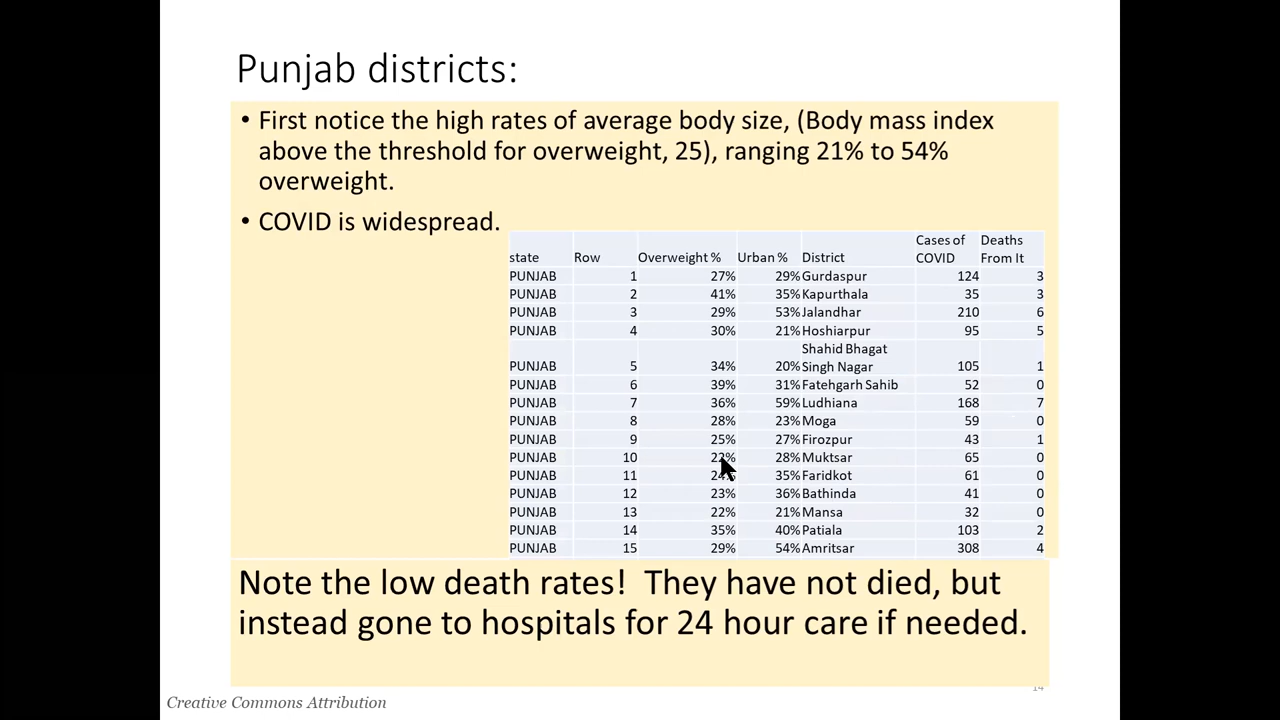 Punjab districts:
• First notice the high rates of average body size, (Body mass index
above the threshold for overweight, 25), ranging 21% to 54%
overweight.
• COVID is widespread.
state Row Overweight % Urban % District Cases of COVID Deaths From It
PUNJAB 1 27% 29% Gurdaspur 124 3
PUNJAB 2 41% 35% Kapurthala 35 3
PUNJAB 3 29% 53% Jalandhar 210 6
PUNJAB 4 30% 21% Hoshiarpur 95 5
PUNJAB 5 34% 20% Shahid Bhagat Singh Nagar 105 1
PUNJAB 6 39% 31% Fatehgarh Sahib 52 0
PUNJAB 7 36% 59% Ludhiana 168 7
PUNJAB 8 28% 23% Moga 59 0
PUNJAB 9 25% 27% Firozpur 43 1
PUNJAB 10 28% Muktsar 65 0
PUNJAB 11 35% Faridkot 61 0
PUNJAB 12 23% 36% Bathinda 41 0
PUNJAB 13 22% 21% Mansa 32 0
PUNJAB 14 35% 40% Patiala 103 2
PUNJAB 15 29% 54% Amritsar 308 4
Note the low death rates! They have not died, but
instead gone to hospitals for 24 hour care if needed.
Creative Commons Attribution